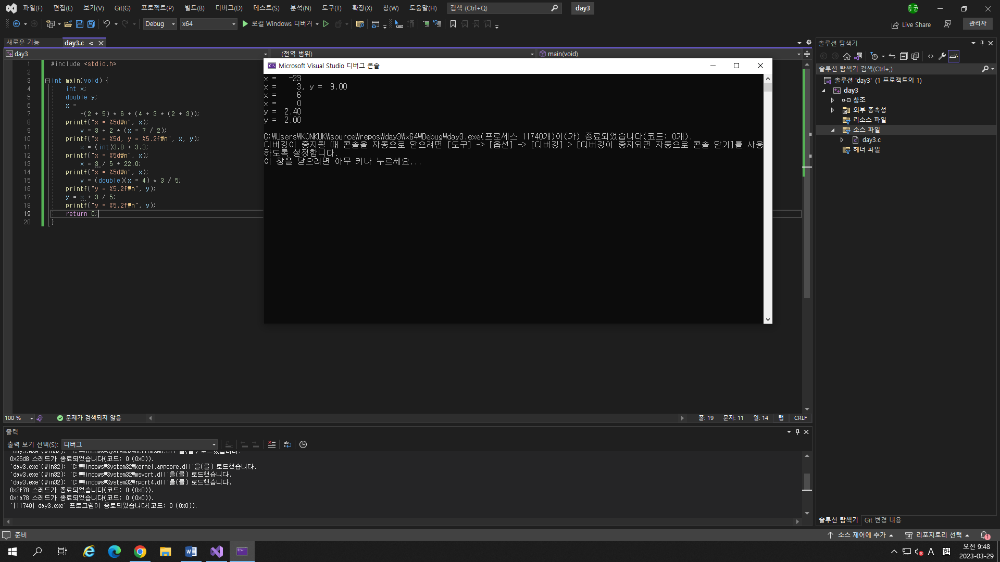 파일(F) 편집(E) 보기(V) Git(G) 프로젝트(P) 빌드(B) 디버그(D) 테스트(S) 분석(N) 도구(T) 확장(X) 창(W) 도움말(H) 검색 (Ctrl+Q) day3 동군
Debug x64 로컬 Windows 디버거 Live Share 관리자
새로운 기능 day3.c
day3 (전역 범위) main(void)
1 #include <stdio.h>
2
3 int main(void) {
4 int x;
5 double y;
6 x =
7 -(2 + 5) * 6 + (4 + 3 * (2 + 3));
8 printf("x = %5d₩n", x);
9 y = 3 + 2 * (x = 7 / 2);
10 printf("x = %5d, y = %5.2f₩n", x, y);
11 x = (int)3.8 + 3.3;
12 printf("x = %5d₩n", x);
13 x = 3 / 5 * 22.0;
14 printf("x = %5d₩n", x);
15 y = (double)(x = 4) * 3 / 5;
16 printf("y = %5.2f₩n", y);
17 y = x * 3 / 5;
18 printf("y = %5.2f₩n", y);
19 return 0;
20 }
Microsoft Visual Studio 디버그 콘솔
x =   -23
x =     3, y =  9.00
x =     6
x =     0
y =  2.40
y =  2.00
C:₩Users₩KONKUK₩source₩repos₩day3₩x64₩Debug₩day3.exe(프로세스 11740개)이(가) 종료되었습니다(코드: 0개).
디버깅이 중지될 때 콘솔을 자동으로 닫으려면 [도구] -> [옵션] -> [디버깅] > [디버깅이 중지되면 자동으로 콘솔 닫기]를 사용
하도록 설정합니다.
이 창을 닫으려면 아무 키나 누르세요...
솔루션 탐색기
솔루션 탐색기 검색(Ctrl+;)
솔루션 'day3' (1 프로젝트의 1)
day3
참조
외부 종속성
리소스 파일
소스 파일
day3.c
헤더 파일
100 % 문제가 검색되지 않음 줄: 19 문자: 11 열: 14 탭 CRLF
출력
출력 보기 선택(S): 디버그
'day3.exe'(Win32): 'C:₩Windows₩System32₩ucrtbased.dll'을(를) 로드했습니다.
0x25d8 스레드가 종료되었습니다(코드: 0 (0x0)).
'day3.exe'(Win32): 'C:₩Windows₩System32₩kernel.appcore.dll'을(를) 로드했습니다.
'day3.exe'(Win32): 'C:₩Windows₩System32₩msvcrt.dll'을(를) 로드했습니다.
'day3.exe'(Win32): 'C:₩Windows₩System32₩rpcrt4.dll'을(를) 로드했습니다.
0x2f78 스레드가 종료되었습니다(코드: 0 (0x0)).
0x1a78 스레드가 종료되었습니다(코드: 0 (0x0)).
'[11740] day3.exe' 프로그램이 종료되었습니다(코드: 0 (0x0)).
솔루션 탐색기 Git 변경 내용
준비 소스 제어에 추가 리포지토리 선택 1
A 한 오전 9:48
2023-03-29